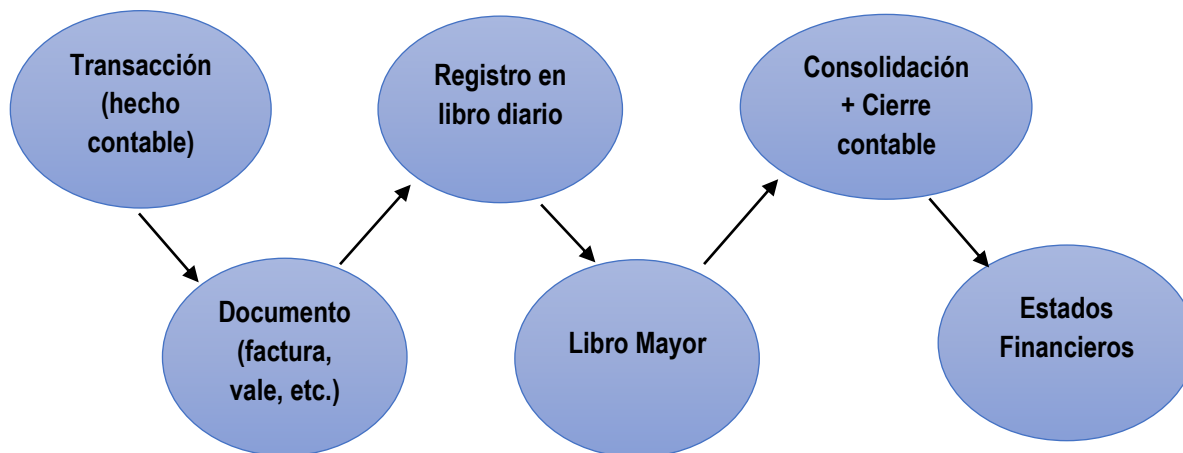 Transacción
(hecho
contable)
Documento
(factura,
vale, etc.)
Registro en
libro diario
Libro Mayor
Consolidación
+ Cierre
contable
Estados
Financieros